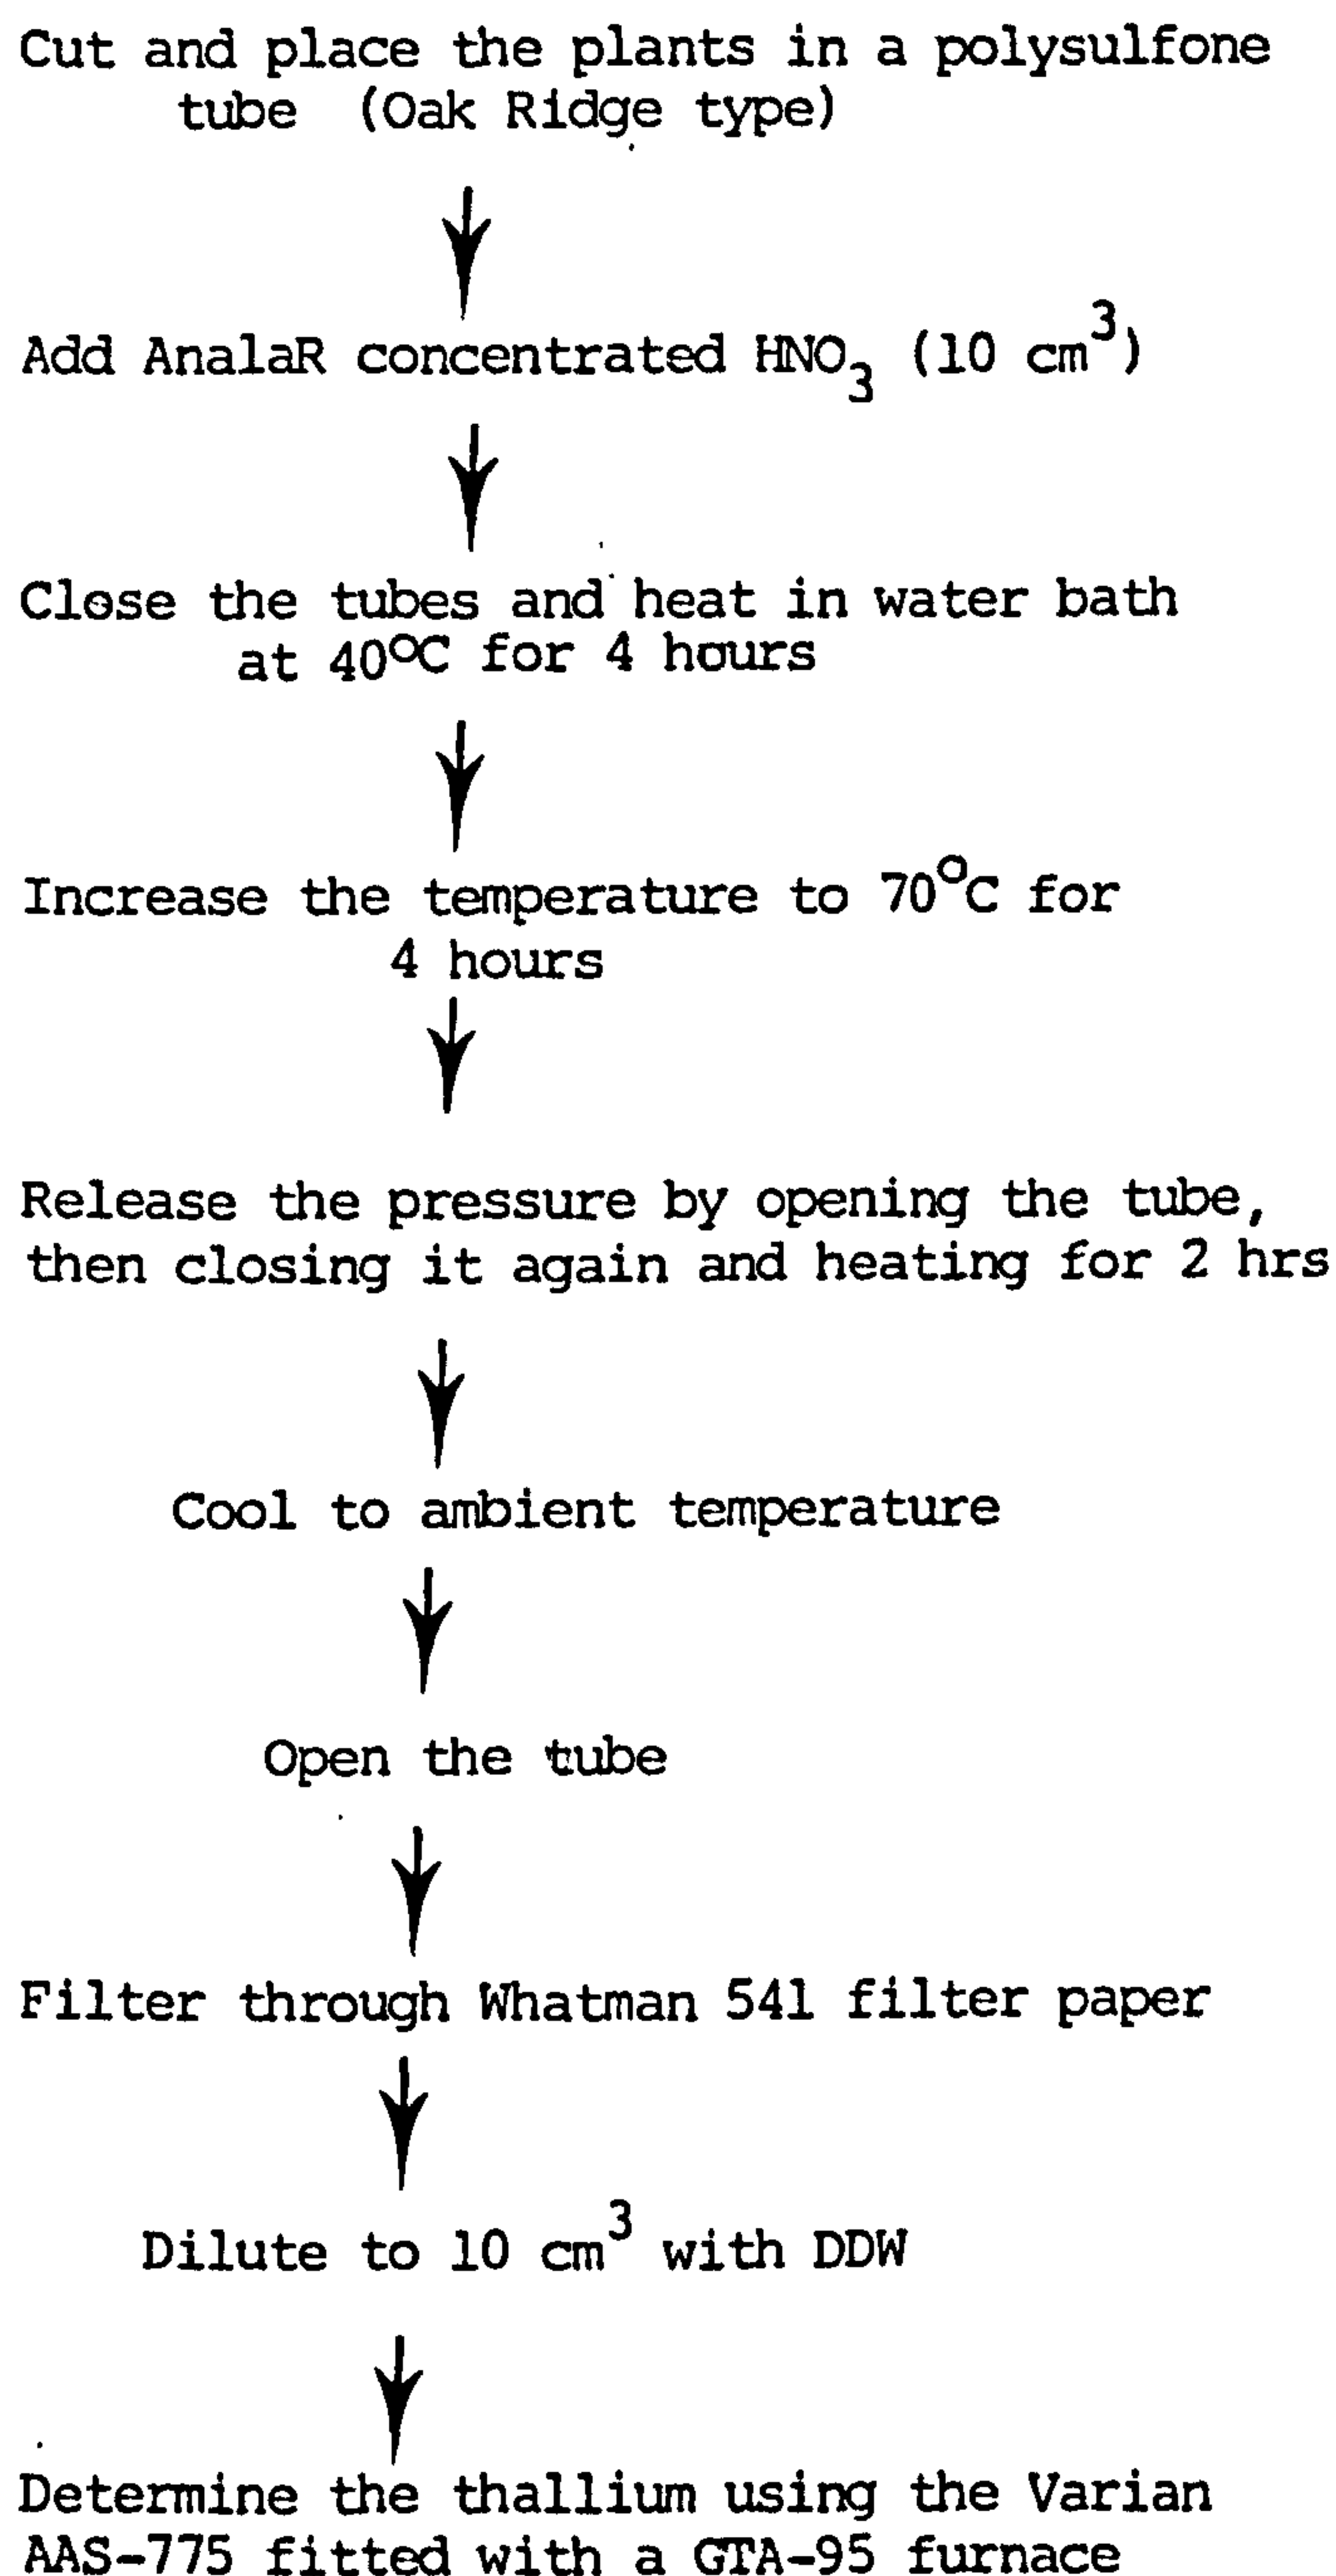 Cut and place the plants in a polysulfone
tube (Oak Ridge type)
Add AnalaR concentrated HNO₃ (10 cm³)
Close the tubes and heat in water bath
at 40°C for 4 hours
Increase the temperature to 70°C for
4 hours
Release the pressure by opening the tube,
then closing it again and heating for 2 hrs
Cool to ambient temperature
Open the tube
Filter through Whatman 541 filter paper
Dilute to 10 cm³ with DDW
Determine the thallium using the Varian
AAS-775 fitted with a GTA-95 furnace